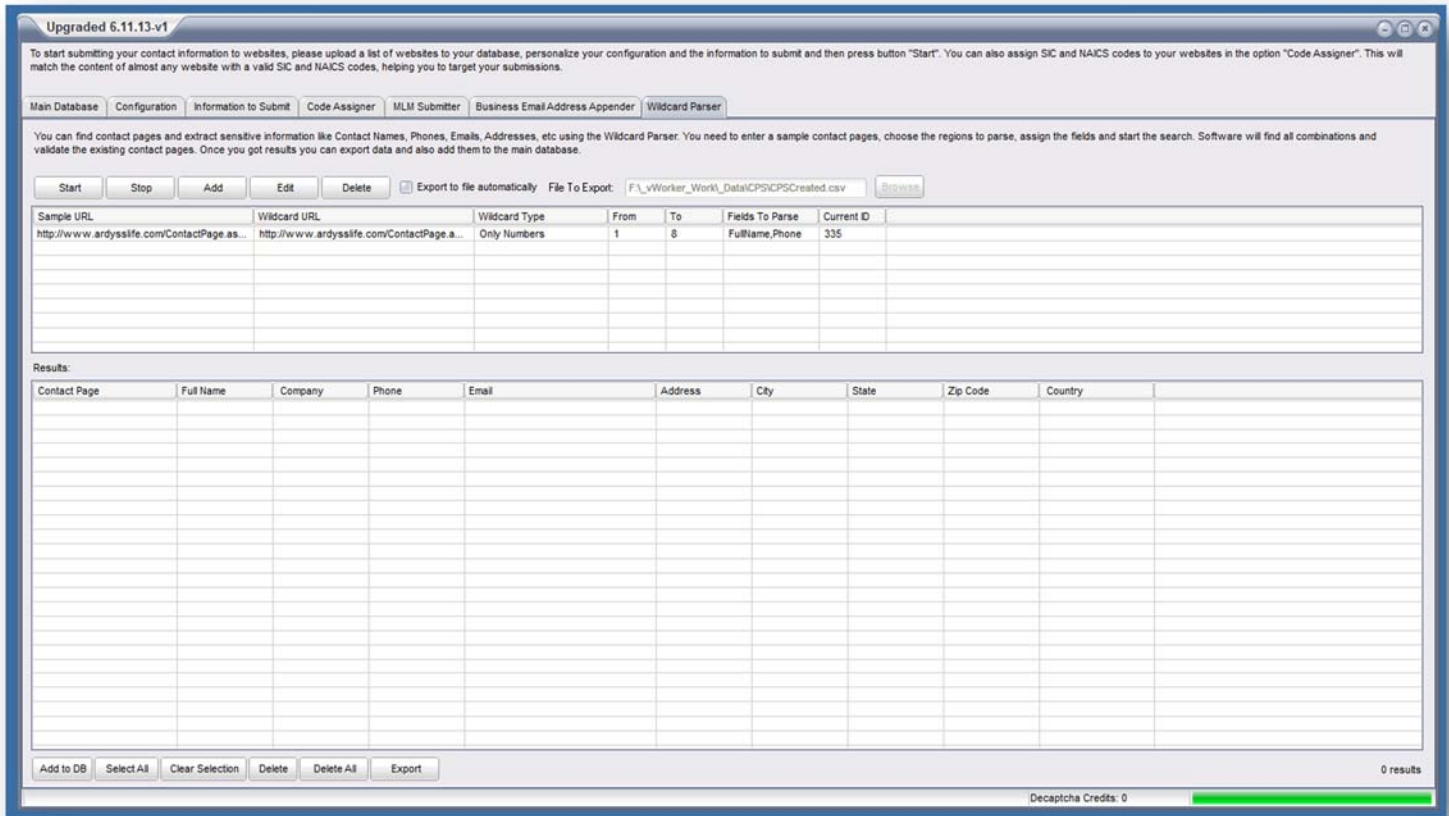 Upgraded 6.11.13-v1
To start submitting your contact information to websites, please upload a list of websites to your database, personalize your configuration and the information to submit and then press button "Start". You can also assign SIC and NAICS codes to your websites in the option "Code Assigner". This will
match the content of almost any website with a valid SIC and NAICS codes, helping you to target your submissions.
Main Database Configuration Information to Submit Code Assigner MLM Submitter Business Email Address Appender Wildcard Parser
You can find contact pages and extract sensitive information like Contact Names, Phones, Emails, Addresses, etc using the Wildcard Parser. You need to enter a sample contact pages, choose the regions to parse, assign the fields and start the search. Software will find all combinations and
validate the existing contact pages. Once you got results you can export data and also add them to the main database.
Start Stop Add Edit Delete Export to file automatically File To Export: F:\_vWorker_Work\_Data\CPS\CPSCreated.csv Browse
Sample URL Wildcard URL Wildcard Type From To Fields To Parse Current ID
http://www.ardysslife.com/ContactPage.as... http://www.ardysslife.com/ContactPage.a... Only Numbers 1 8 FullName,Phone 335
Results:
Contact Page Full Name Company Phone Email Address City State Zip Code Country
Add to DB Select All Clear Selection Delete Delete All Export 0 results
Decaptcha Credits: 0